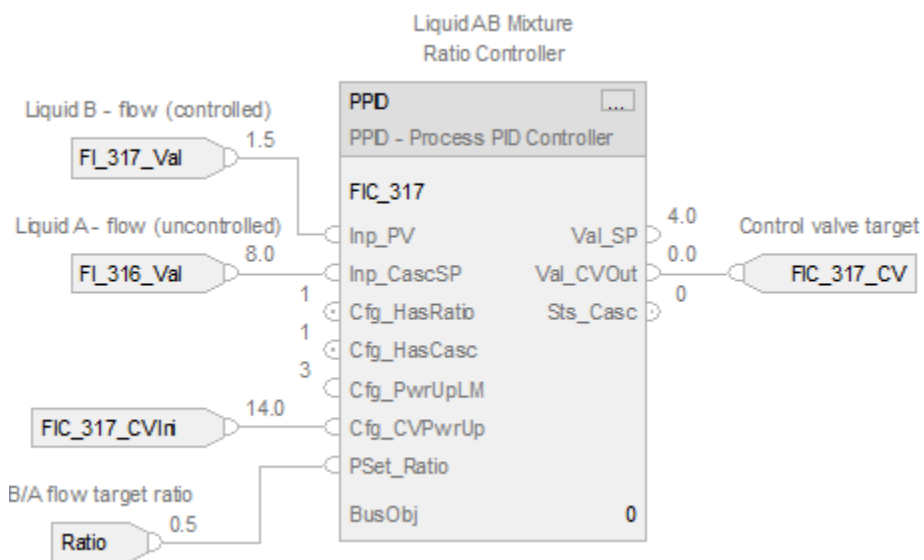 Liquid AB Mixture
Ratio Controller
PPID ...
PPID - Process PID Controller
FIC_317
Liquid B - flow (controlled)
FI_317_Val 1.5
Inp_PV
Liquid A- flow (uncontrolled)
FI_316_Val 8.0
Inp_CascSP
1
Cfg_HasRatio
1
Cfg_HasCasc
3
Cfg_PwrUpLM
FIC_317_CVIni 14.0
Cfg_CVPwrUp
PSet_Ratio
B/A flow target ratio
Ratio 0.5
BusObj 0
Val_SP 4.0
Val_CVOut 0.0
Sts_Casc 0
Control valve target
FIC_317_CV